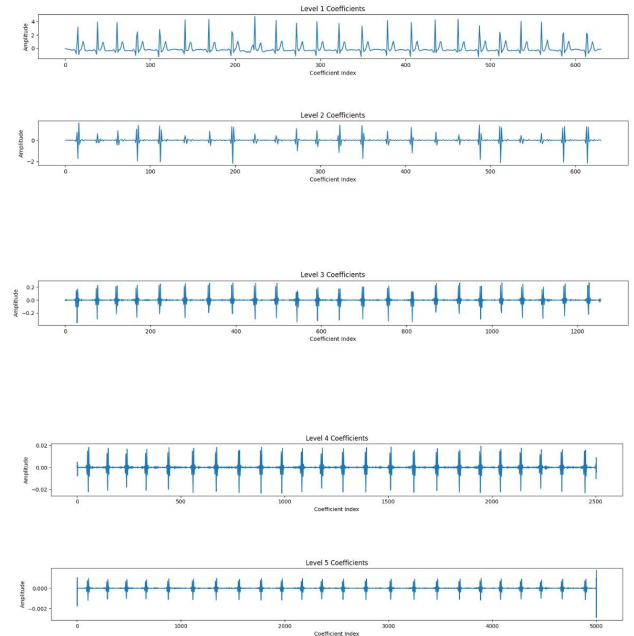 Level 1 Coefficients
Amplitude
4
2
0
0 100 200 300 400 500 600
Coefficient Index
Level 2 Coefficients
Amplitude
0
−2
0 100 200 300 400 500 600
Coefficient Index
Level 3 Coefficients
Amplitude
0.2
0.0
−0.2
0 200 400 600 800 1000 1200
Coefficient Index
Level 4 Coefficients
Amplitude
0.02
0.00
−0.02
0 500 1000 1500 2000 2500
Coefficient Index
Level 5 Coefficients
Amplitude
0.000
−0.002
0 1000 2000 3000 4000 5000
Coefficient Index